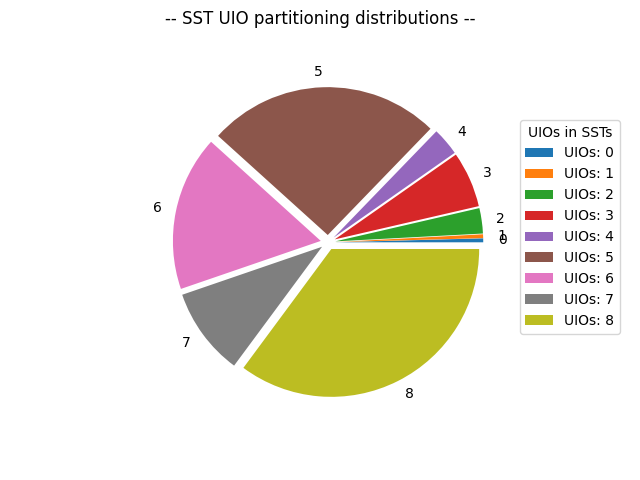 -- SST UIO partitioning distributions --
5
4
3
6
2
1
0
7
8
UIOs in SSTs
UIOs: 0
UIOs: 1
UIOs: 2
UIOs: 3
UIOs: 4
UIOs: 5
UIOs: 6
UIOs: 7
UIOs: 8